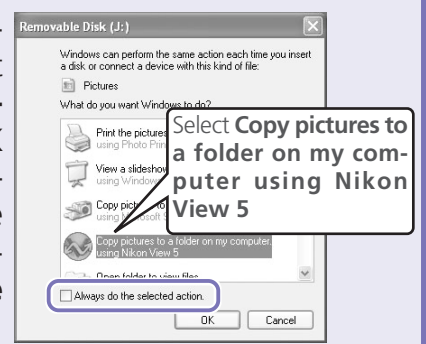 Removable Disk (J:)
Windows can perform the same action each time you insert
a disk or connect a device with this kind of file:
Pictures
What do you want Windows to do?
Print the pictures
using Photo Prin
View a slideshow
using Windows
Copy pict
using Microsoft S
Copy pictures to a folder on my computer.
using Nikon View 5
Open folder to view files
Always do the selected action.
OK Cancel
Select Copy pictures to
a folder on my com-
puter using Nikon
View 5